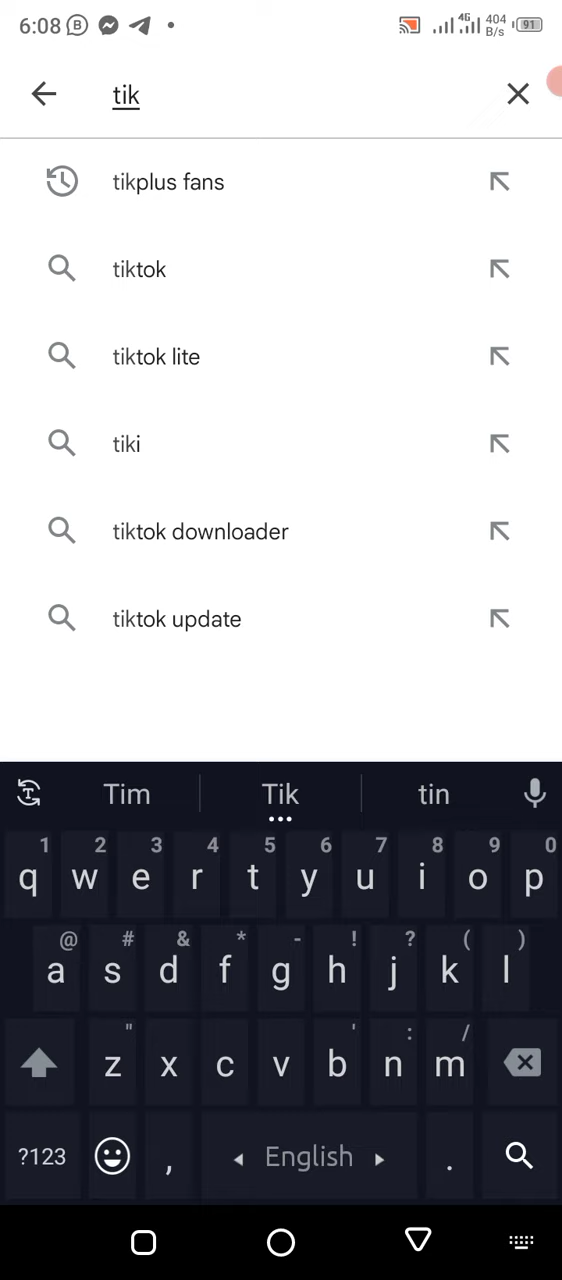 6:08 B 4G 404 B/s 91
tik
tikplus fans
tiktok
tiktok lite
tiki
tiktok downloader
tiktok update
Tim Tik tin
1 2 3 4 5 6 7 8 9 0
q w e r t y u i o p
@ # & * - ! ? ( )
a s d f g h j k l
" ' : /
z x c v b n m
?123 , English .